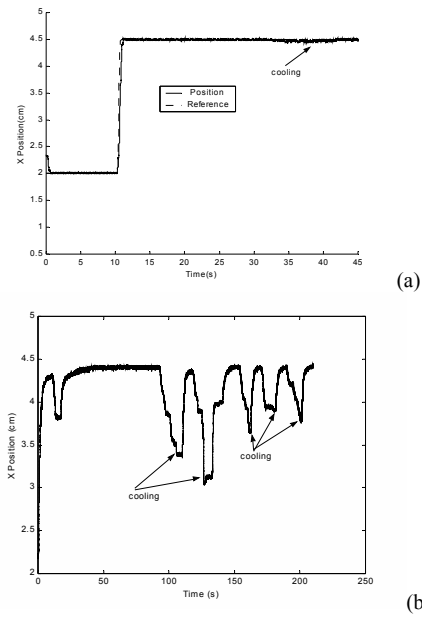 5
4.5
4
3.5
3
2.5
2
1.5
1
0.5
X Position(cm)
cooling
Position
Reference
0 5 10 15 20 25 30 35 40 45
Time(s)
(a)
5
4.5
4
3.5
3
2.5
2
X Position (cm)
cooling
cooling
0 50 100 150 200 250
Time (s)
(b